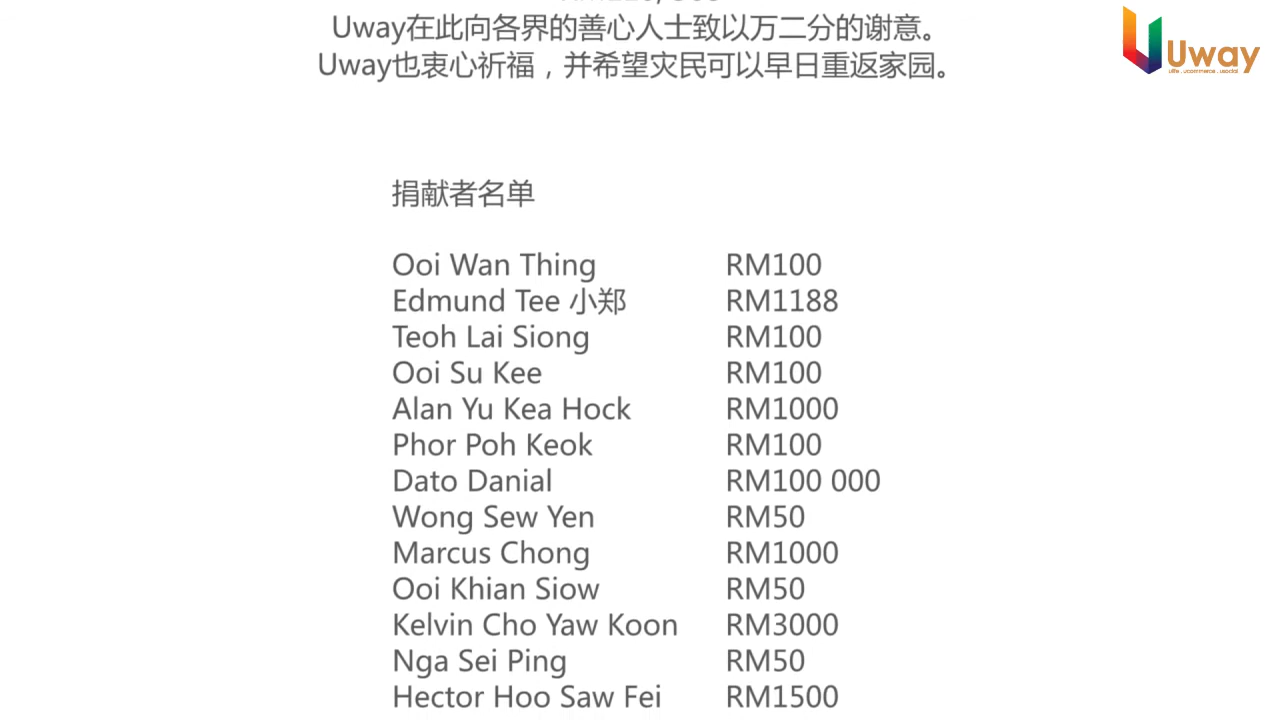 Uway在此向各界的善心人士致以万二分的谢意。
Uway也衷心祈福，并希望灾民可以早日重返家园。
Uway
捐献者名单
Ooi Wan Thing RM100
Edmund Tee 小郑 RM1188
Teoh Lai Siong RM100
Ooi Su Kee RM100
Alan Yu Kea Hock RM1000
Phor Poh Keok RM100
Dato Danial RM100 000
Wong Sew Yen RM50
Marcus Chong RM1000
Ooi Khian Siow RM50
Kelvin Cho Yaw Koon RM3000
Nga Sei Ping RM50
Hector Hoo Saw Fei RM1500